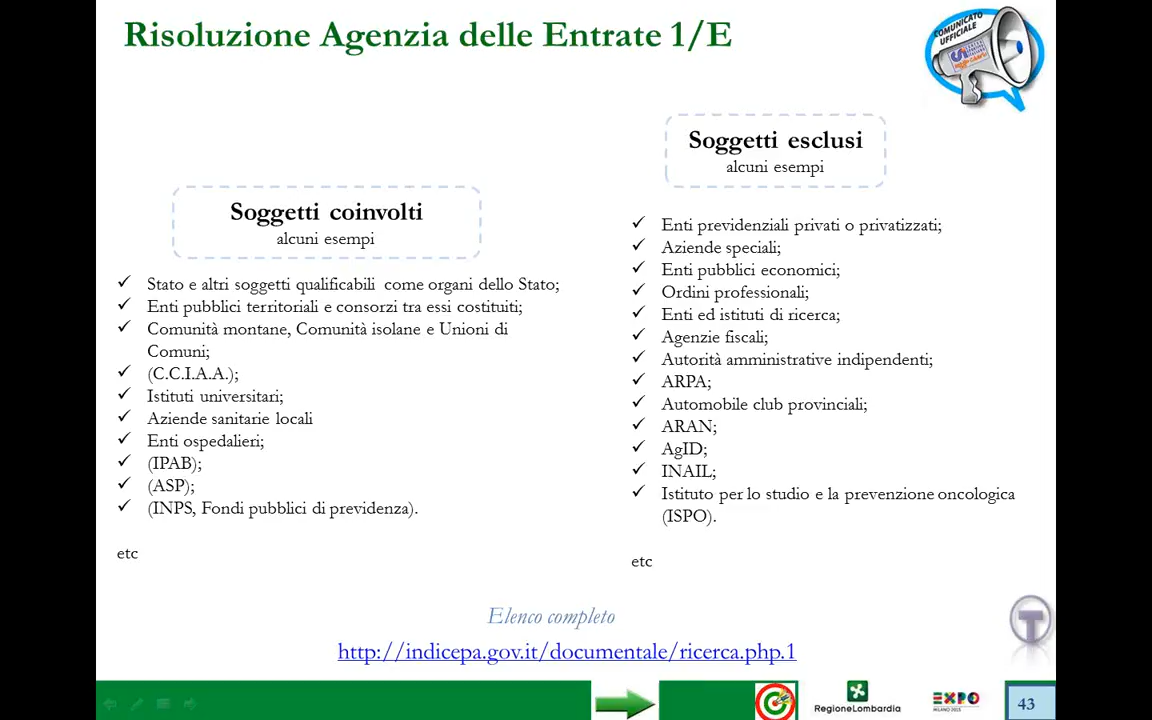 Risoluzione Agenzia delle Entrate 1/E
COMUNICATO
UFFICIALE
Soggetti coinvolti
alcuni esempi
Stato e altri soggetti qualificabili come organi dello Stato;
Enti pubblici territoriali e consorzi tra essi costituiti;
Comunità montane, Comunità isolane e Unioni di
Comuni;
(C.C.I.A.A.);
Istituti universitari;
Aziende sanitarie locali
Enti ospedalieri;
(IPAB);
(ASP);
(INPS, Fondi pubblici di previdenza).
etc
Soggetti esclusi
alcuni esempi
Enti previdenziali privati o privatizzati;
Aziende speciali;
Enti pubblici economici;
Ordini professionali;
Enti ed istituti di ricerca;
Agenzie fiscali;
Autorità amministrative indipendenti;
ARPA;
Automobile club provinciali;
ARAN;
AgID;
INAIL;
Istituto per lo studio e la prevenzione oncologica
(ISPO).
etc
Elenco completo
http://indicepa.gov.it/documentale/ricerca.php.1
T
RegioneLombardia
EXPO
MILANO 2015
43